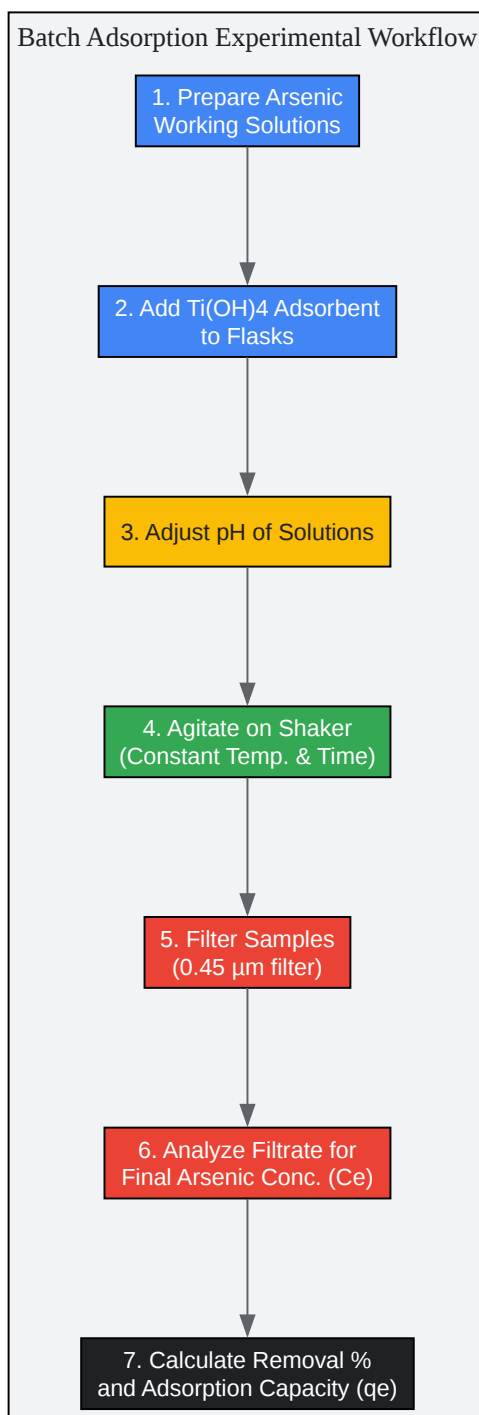 Batch Adsorption Experimental Workflow
1. Prepare Arsenic
Working Solutions
2. Add Ti(OH)4 Adsorbent
to Flasks
3. Adjust pH of Solutions
4. Agitate on Shaker
(Constant Temp. & Time)
5. Filter Samples
(0.45 µm filter)
6. Analyze Filtrate for
Final Arsenic Conc. (Ce)
7. Calculate Removal %
and Adsorption Capacity (qe)